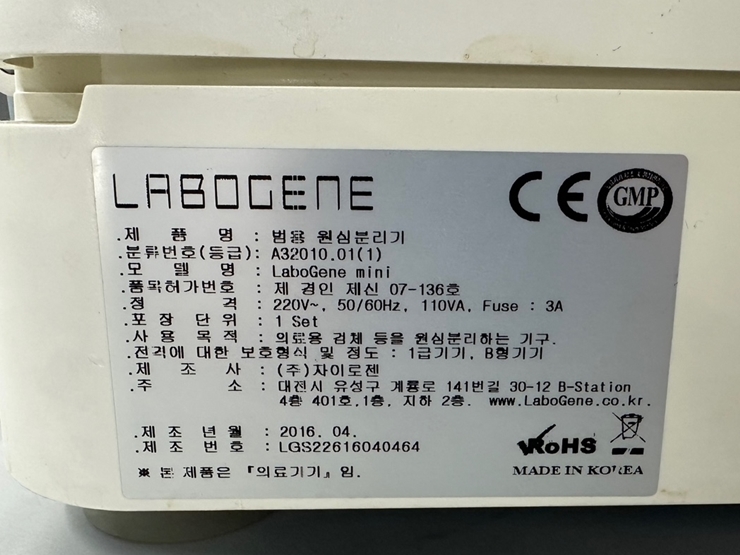 LABOGENE
CE
GMP
.제 품 명 : 범용 원심분리기
.분류번호(등급): A32010.01(1)
.모 델 명 : LaboGene mini
.품목허가번호 : 제 경인 제신 07-136호
.정 격 : 220V~, 50/60Hz, 110VA, Fuse : 3A
.포 장 단 위 : 1 Set
.사 용 목 적 : 의료용 검체 등을 원심분리하는 기구.
.전격에 대한 보호형식 및 정도 : 1급기기, B형기기
.제 조 사 : (주)자이로젠
.주 소 : 대전시 유성구 계룡로 141번길 30-12 B-Station
4층 401호,1층, 지하 2층. www.LaboGene.co.kr.
.제 조 년 월 : 2016. 04.
.제 조 번 호 : LGS22616040464
RoHS
※ 본 제품은 『의료기기』임.
MADE IN KOREA